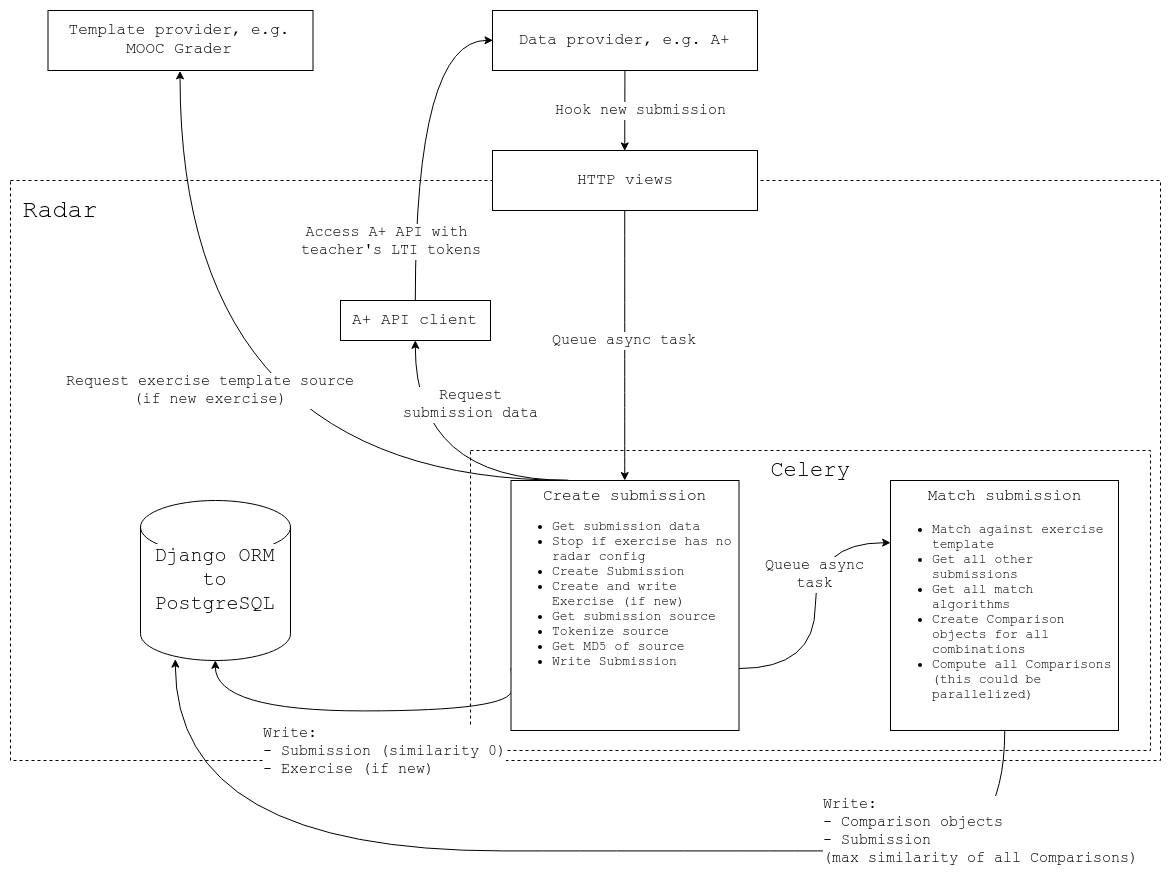 Template provider, e.g.
MOOC Grader
Data provider, e.g. A+
Hook new submission
HTTP views
Radar
Access A+ API with
teacher's LTI tokens
A+ API client
Queue async task
Request exercise template source
(if new exercise)
Request
submission data
Celery
Create submission
• Get submission data
• Stop if exercise has no
radar config
• Create Submission
• Create and write
Exercise (if new)
• Get submission source
• Tokenize source
• Get MD5 of source
• Write Submission
Queue async
task
Match submission
• Match against exercise
template
• Get all other
submissions
• Get all match
algorithms
• Create Comparison
objects for all
combinations
• Compute all Comparisons
(this could be
parallelized)
Django ORM
to
PostgreSQL
Write:
- Submission (similarity 0)
- Exercise (if new)
Write:
- Comparison objects
- Submission
(max similarity of all Comparisons)